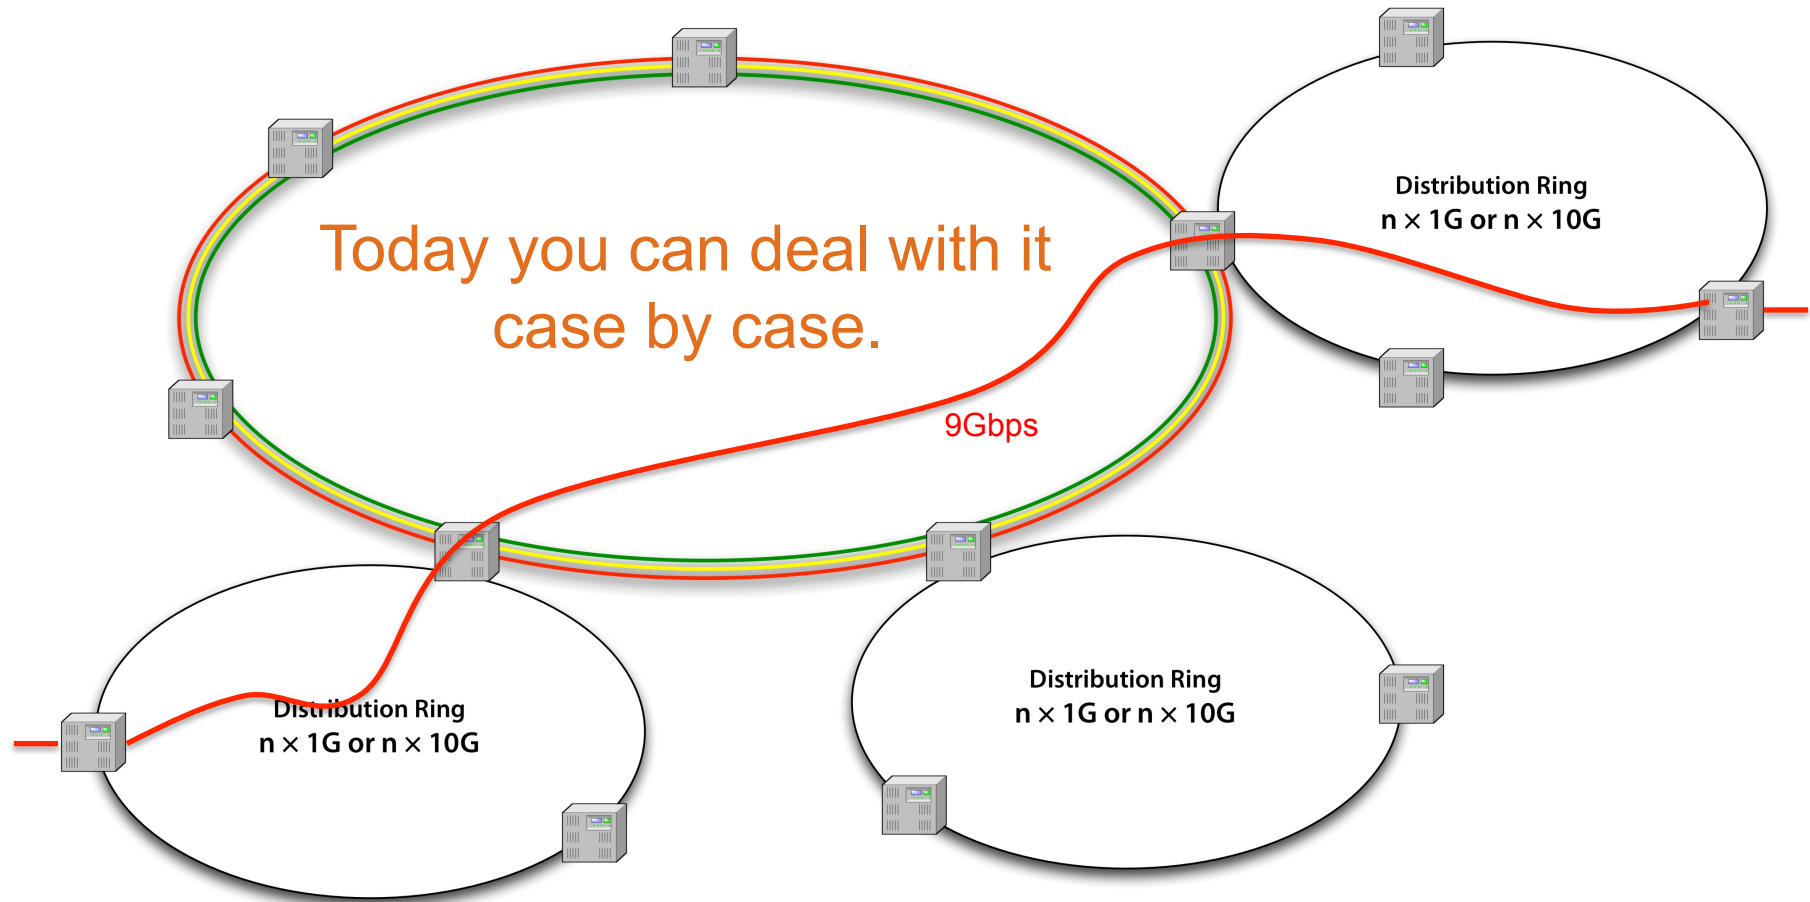 Distribution Ring
n × 1G or n × 10G
Today you can deal with it
case by case.
9Gbps
Distribution Ring
n × 1G or n × 10G
Distribution Ring
n × 1G or n × 10G